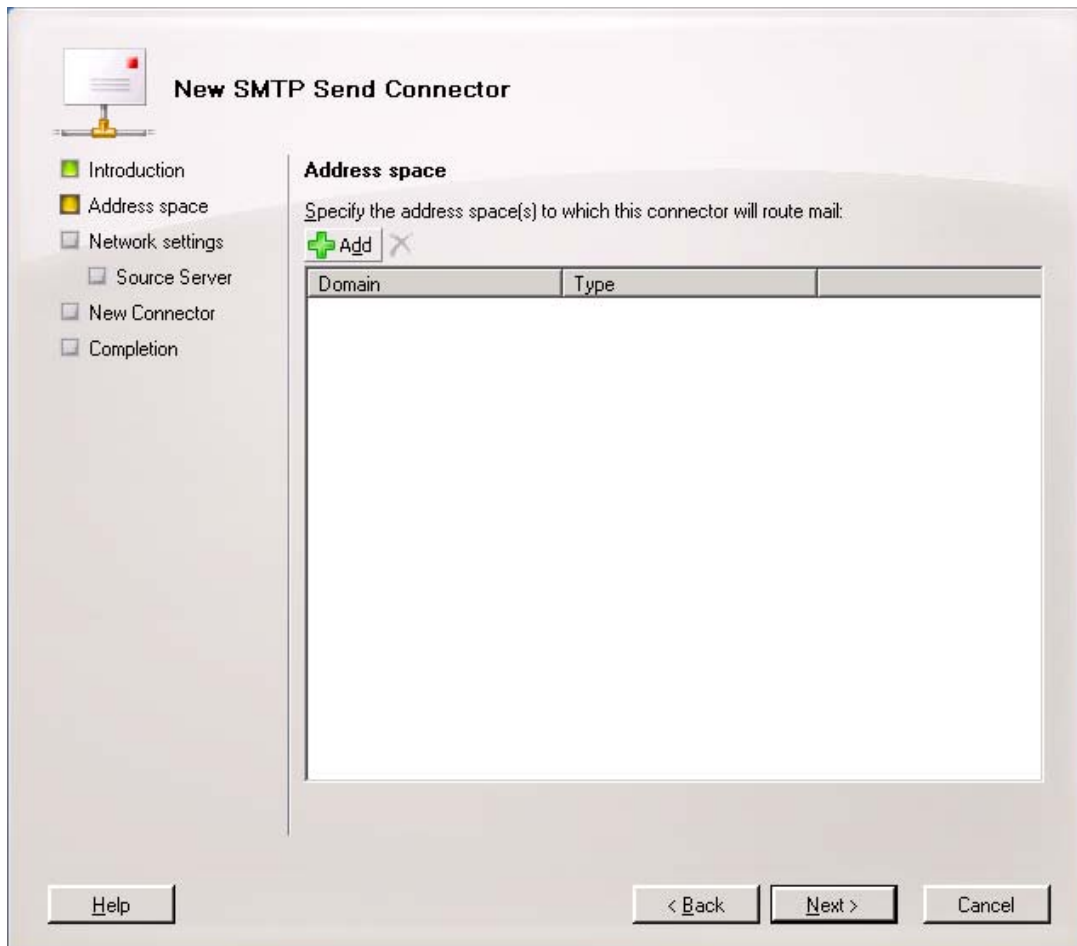 New SMTP Send Connector
Introduction
Address space
Network settings
Source Server
New Connector
Completion
Address space
Specify the address space(s) to which this connector will route mail:
Add
Domain Type
Help < Back Next > Cancel